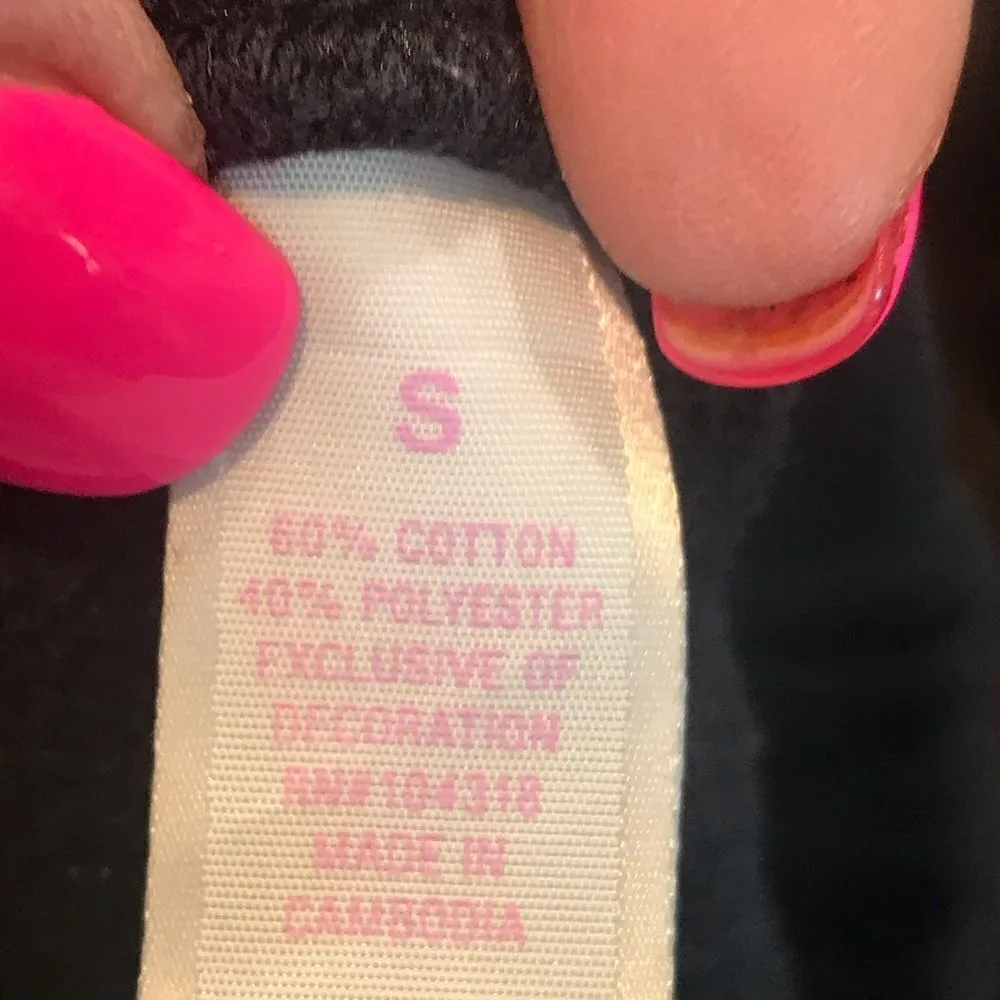 S
60% COTTON
40% POLYESTER
EXCLUSIVE OF
DECORATION
RN#104318
MADE IN
CAMBODIA